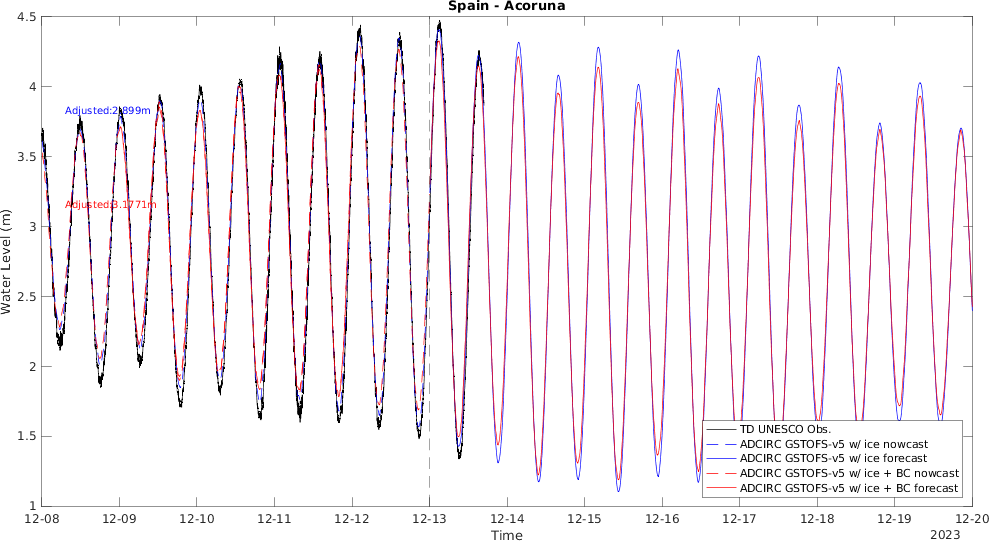 Spain - Acoruna
4.5
4
3.5
3
2.5
2
1.5
1
Water Level (m)
Adjusted:2.899m
Adjusted:3.1771m
TD UNESCO Obs.
ADCIRC GSTOFS-v5 w/ ice nowcast
ADCIRC GSTOFS-v5 w/ ice forecast
ADCIRC GSTOFS-v5 w/ ice + BC nowcast
ADCIRC GSTOFS-v5 w/ ice + BC forecast
12-08 12-09 12-10 12-11 12-12 12-13 12-14 12-15 12-16 12-17 12-18 12-19 12-20
Time
2023